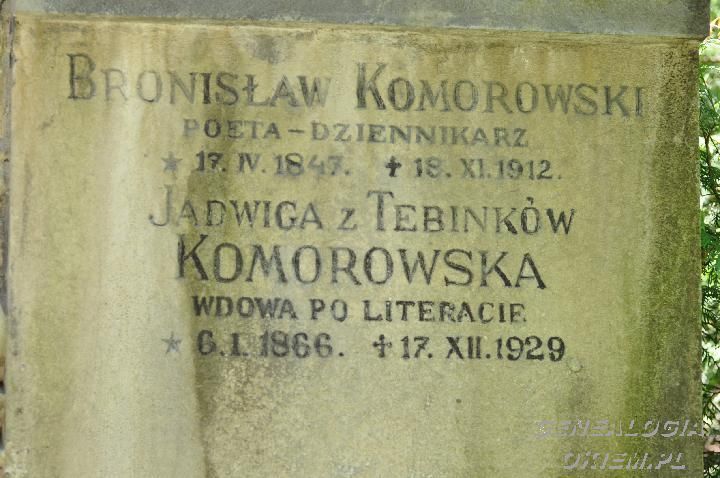 BRONISŁAW KOMOROWSKI
POETA-DZIENNIKARZ
* 17. IV. 1847. ✝ 18. XI. 1912.
JADWIGA Z TEBINKÓW
KOMOROWSKA
WDOWA PO LITERACIE
* 6. I. 1866. ✝ 17. XII. 1929
GENEALOGIA
OKIEM.PL